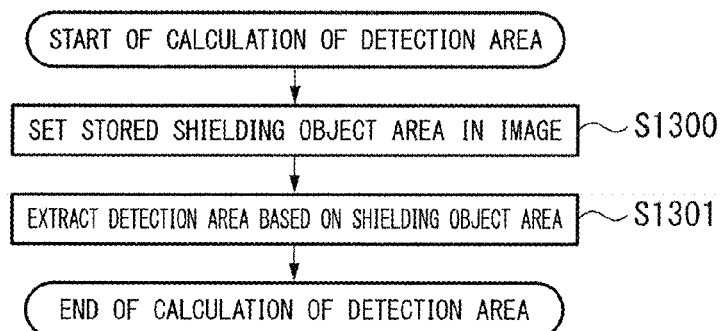 START OF CALCULATION OF DETECTION AREA
SET STORED SHIELDING OBJECT AREA IN IMAGE S1300
EXTRACT DETECTION AREA BASED ON SHIELDING OBJECT AREA S1301
END OF CALCULATION OF DETECTION AREA